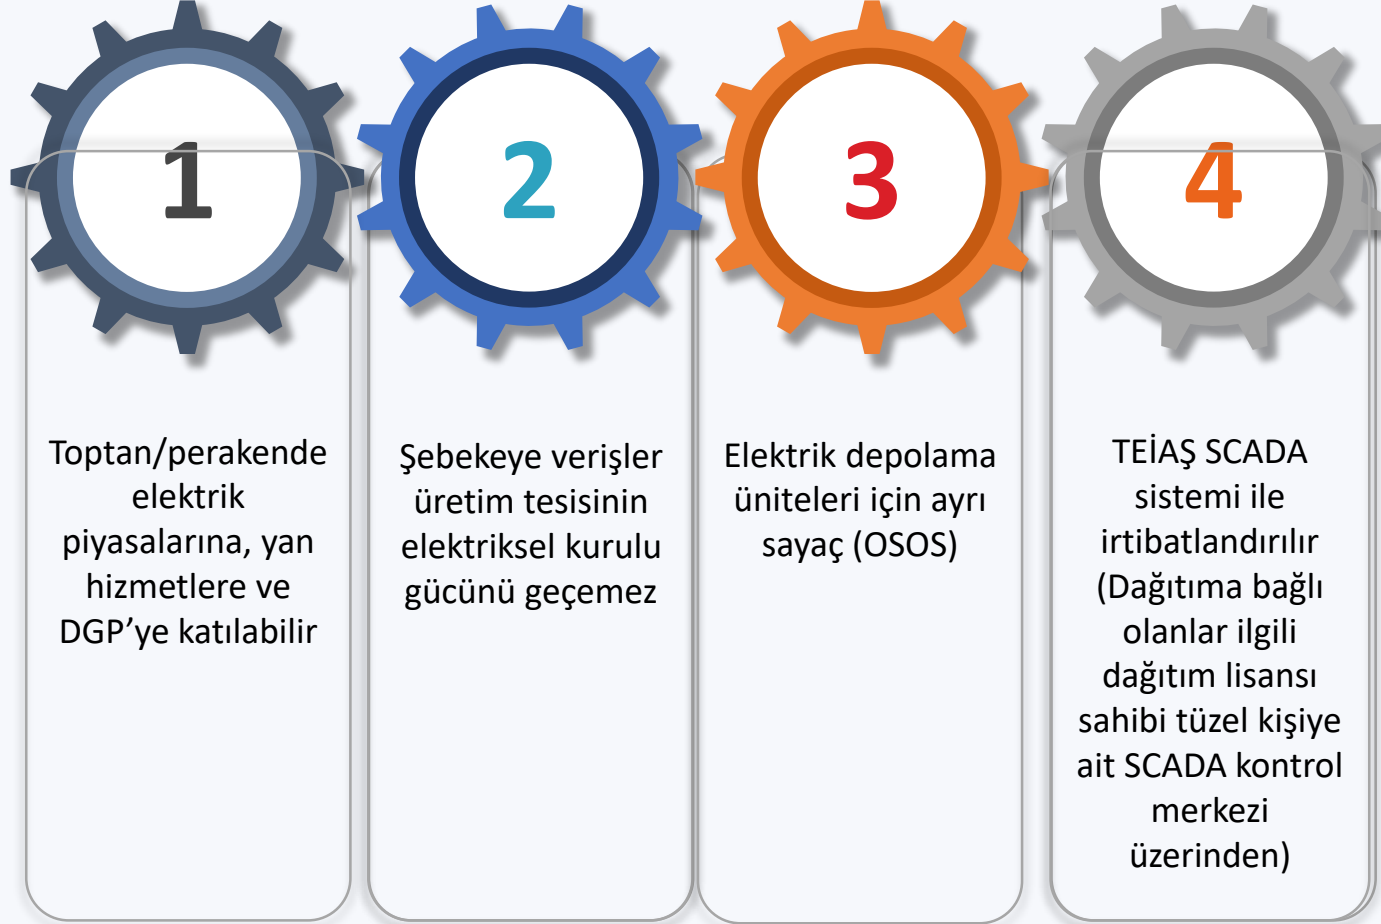 1
Toptan/perakende
elektrik
piyasalarına, yan
hizmetlere ve
DGP’ye katılabilir
2
Şebekeye verişler
üretim tesisinin
elektriksel kurulu
gücünü geçemez
3
Elektrik depolama
üniteleri için ayrı
sayaç (OSOS)
4
TEİAŞ SCADA
sistemi ile
irtibatlandırılır
(Dağıtıma bağlı
olanlar ilgili
dağıtım lisansı
sahibi tüzel kişiye
ait SCADA kontrol
merkezi
üzerinden)